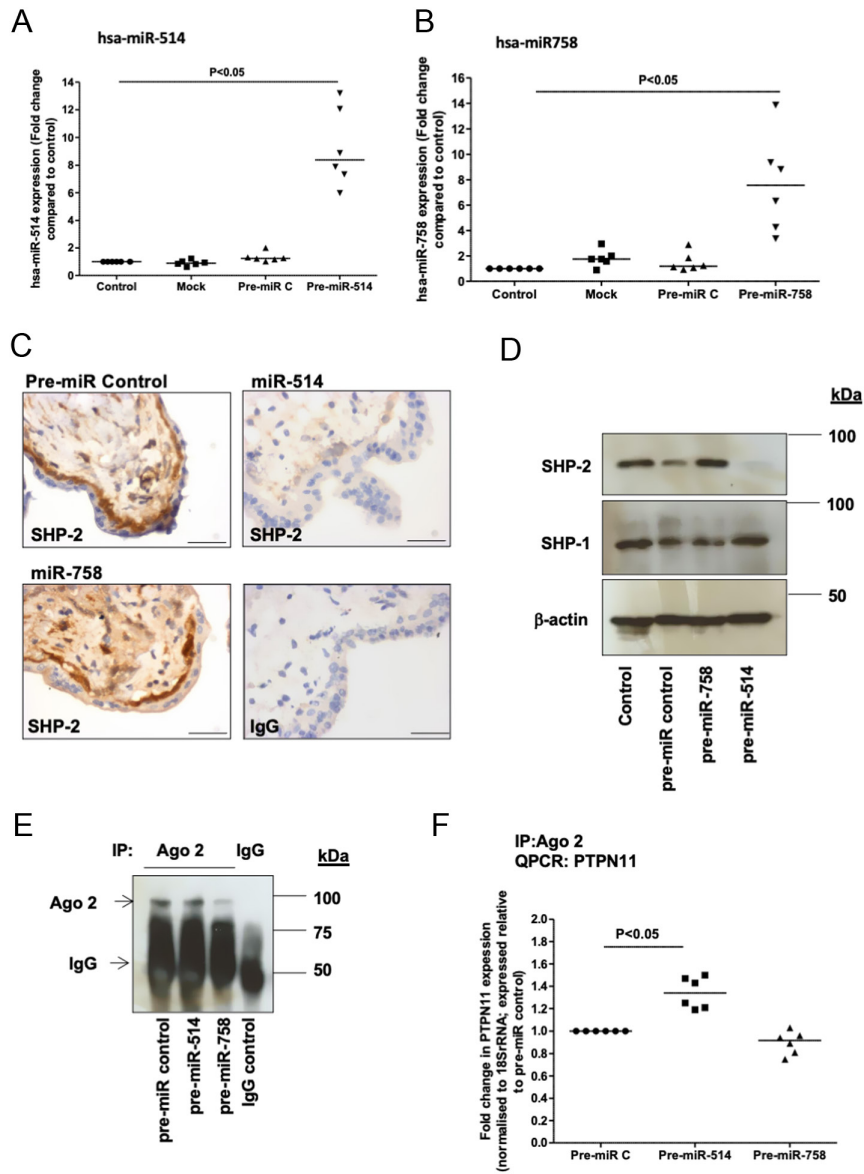 A
hsa-miR-514
hsa-miR-514 expression (Fold change
compared to control)
P<0.05
14
12
10
8
6
4
2
0
Control Mock Pre-miR C Pre-miR-514
B
hsa-miR758
hsa-miR-758 expression (Fold change
compared to control)
P<0.05
16
14
12
10
8
6
4
2
0
Control Mock Pre-miR C Pre-miR-758
C
Pre-miR Control
SHP-2
miR-514
SHP-2
miR-758
SHP-2
IgG
D
kDa
SHP-2
100
SHP-1
100
β-actin
50
Control
pre-miR control
pre-miR-758
pre-miR-514
E
IP: Ago 2 IgG
kDa
Ago 2
IgG
100
75
50
pre-miR control
pre-miR-514
pre-miR-758
IgG control
F
IP:Ago 2
QPCR: PTPN11
Fold change in PTPN11 expession
(normalised to 18SrRNA; expressed relative
to pre-miR control)
P<0.05
2.0
1.8
1.6
1.4
1.2
1.0
0.8
0.6
0.4
0.2
0.0
Pre-miR C Pre-miR-514 Pre-miR-758